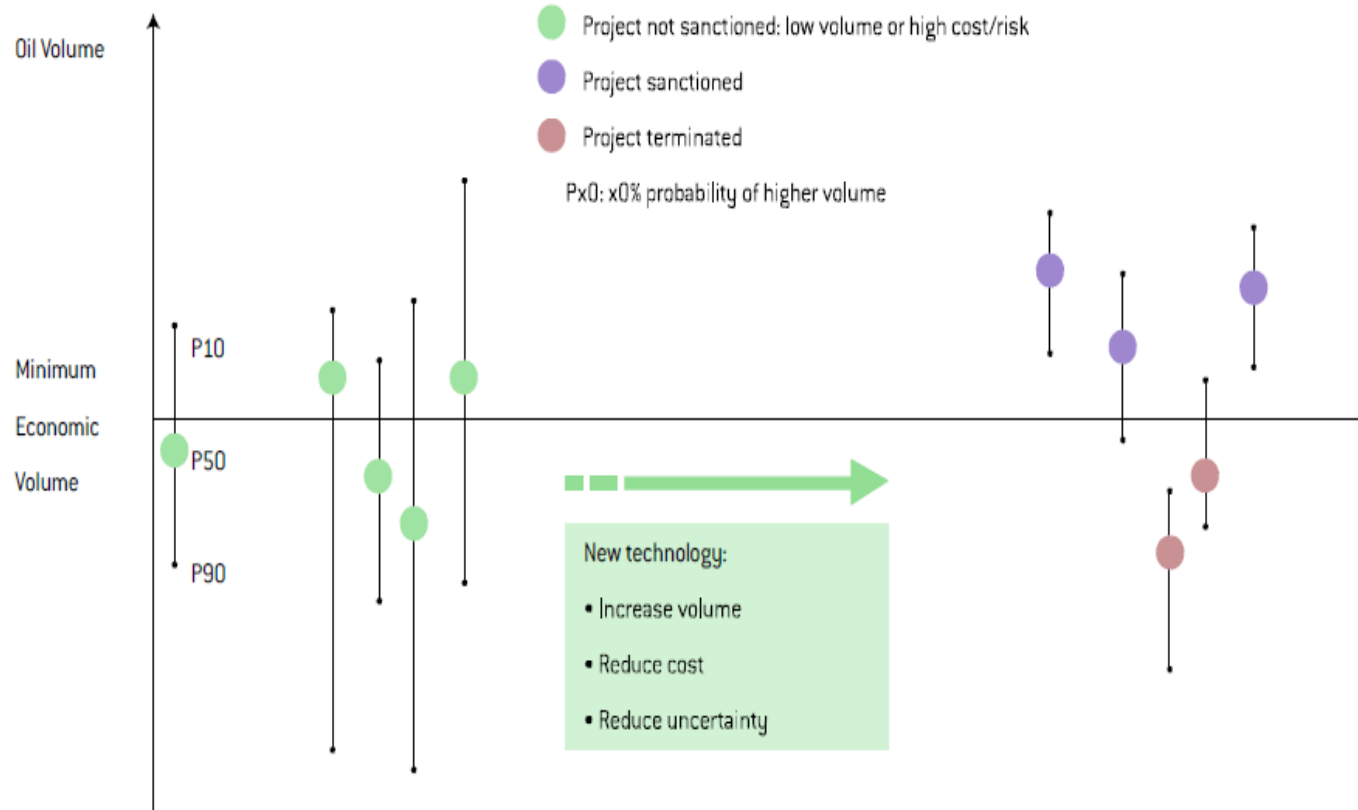 Oil Volume
Project not sanctioned: low volume or high cost/risk
Project sanctioned
Project terminated
Px0: x0% probability of higher volume
P10
Minimum
Economic
Volume
P50
P90
New technology:
• Increase volume
• Reduce cost
• Reduce uncertainty